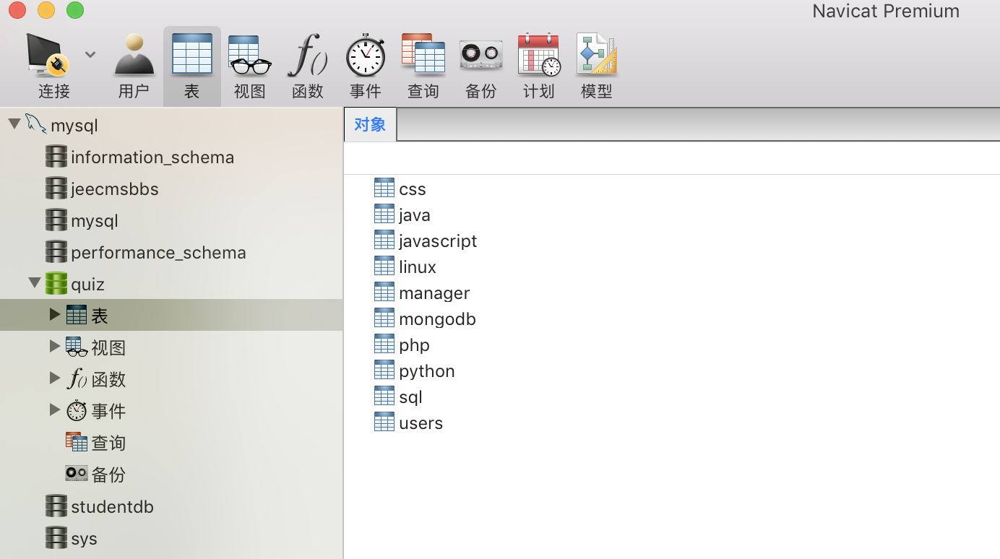 Navicat Premium
连接 用户 表 视图 函数 事件 查询 备份 计划 模型
mysql
information_schema
jeecmsbbs
mysql
performance_schema
quiz
表
视图
函数
事件
查询
备份
studentdb
sys
对象
css
java
javascript
linux
manager
mongodb
php
python
sql
users